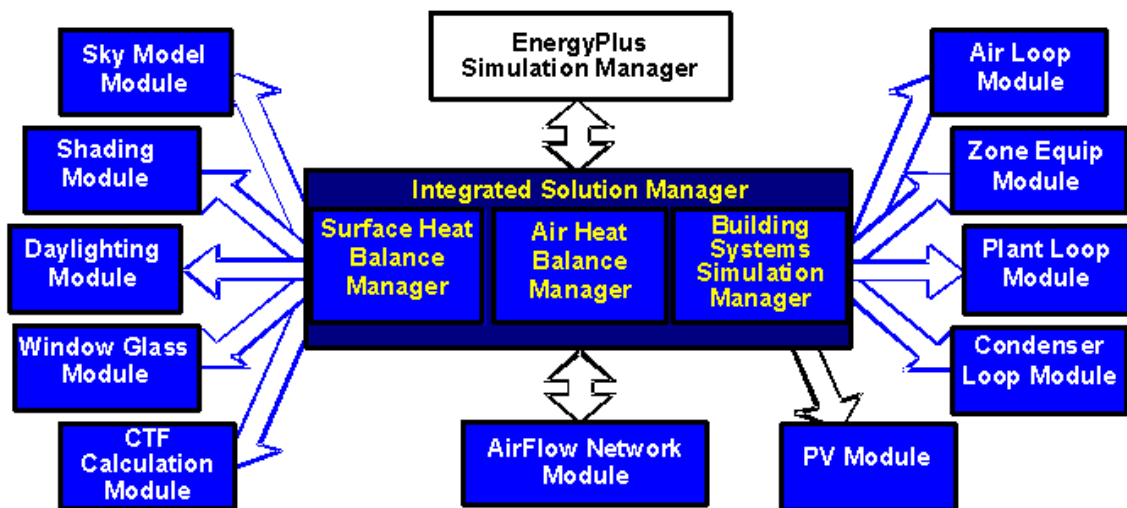 Sky Model
Module
Shading
Module
Daylighting
Module
Window Glass
Module
CTF
Calculation
Module
EnergyPlus
Simulation Manager
Integrated Solution Manager
Surface Heat
Balance
Manager
Air Heat
Balance
Manager
Building
Systems
Simulation
Manager
AirFlow Network
Module
Air Loop
Module
Zone Equip
Module
Plant Loop
Module
Condenser
Loop Module
PV Module